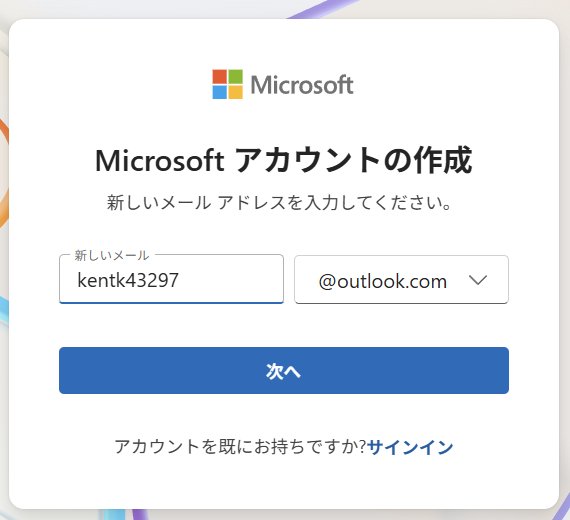 Microsoft
Microsoft アカウントの作成
新しいメール アドレスを入力してください。
新しいメール
kentk43297
@outlook.com
次へ
アカウントを既にお持ちですか?サインイン